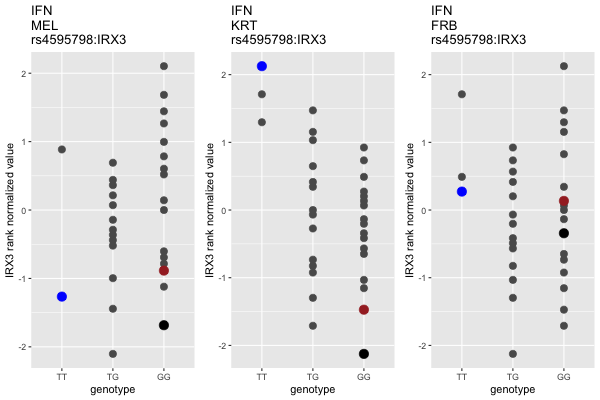 IFN
MEL
rs4595798:IRX3
IRX3 rank normalized value
2
1
0
-1
-2
TT
TG
GG
genotype
IFN
KRT
rs4595798:IRX3
IRX3 rank normalized value
2
1
0
-1
-2
TT
TG
GG
genotype
IFN
FRB
rs4595798:IRX3
IRX3 rank normalized value
2
1
0
-1
-2
TT
TG
GG
genotype